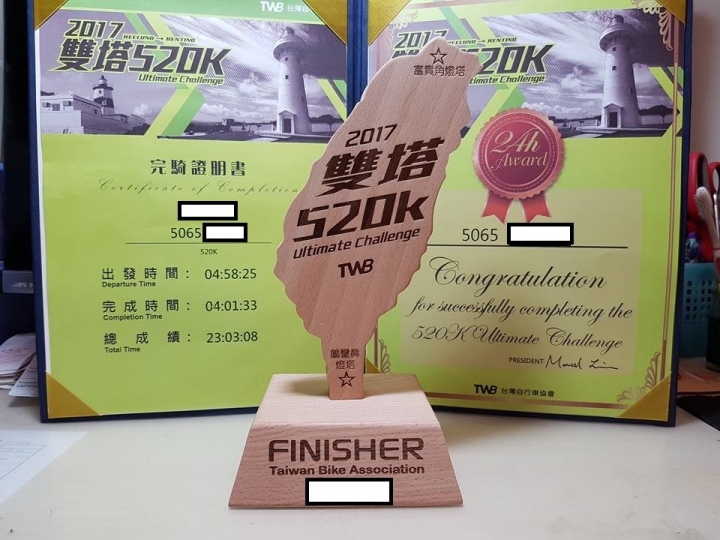 TWB 台灣自行車協會
2017 KEELUNG → KENTING
雙塔520K
Ultimate Challenge
完騎證明書
Certificate of Completion
5065
520K
出發時間： 04:58:25
Departure Time
完成時間： 04:01:33
Completion Time
總成績： 23:03:08
Total Time
富貴角燈塔
2017
雙塔
520K
Ultimate Challenge
TWB
鵝鑾鼻
燈塔
FINISHER
Taiwan Bike Association
2017
520K
Ultimate Challenge
24h
Award
5065
Congratulation
for successfully completing the
520K Ultimate Challenge
PRESIDENT
TWB 台灣自行車協會